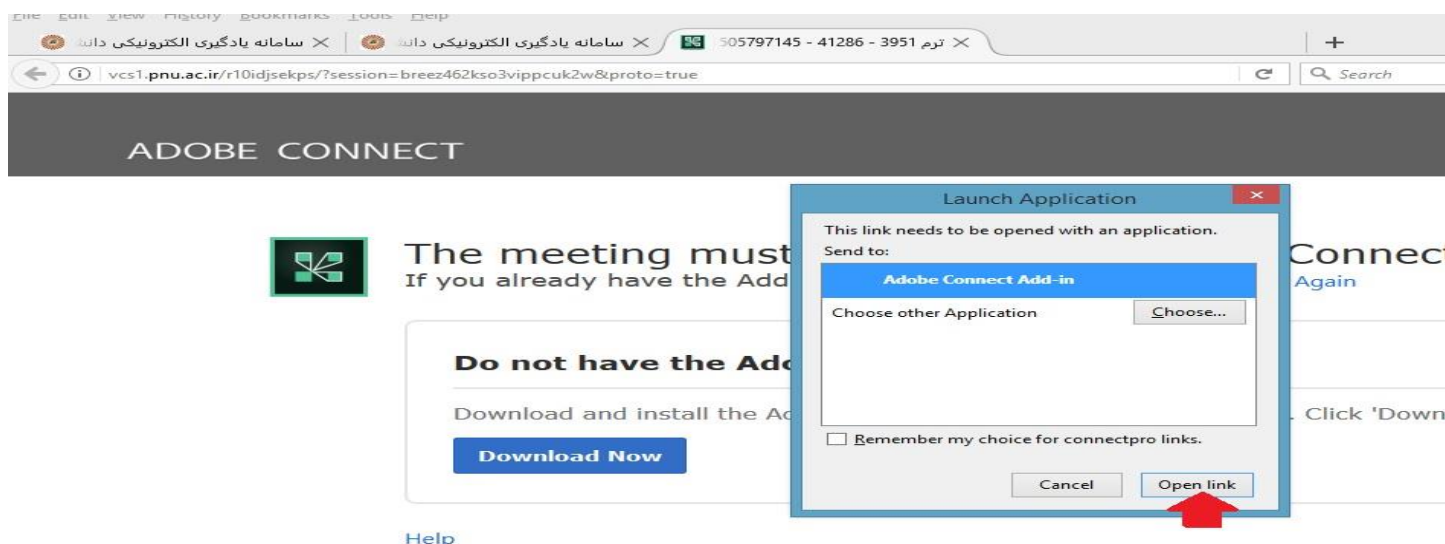 File Edit View History Bookmarks Tools Help
سامانه یادگیری الکترونیکی دانشـ
سامانه یادگیری الکترونیکی دانشـ
ترم 3951 - 41286 - 505797145
vcs1.pnu.ac.ir/r10idjsekps/?session=breez462kso3vippcuk2w&proto=true
Search
ADOBE CONNECT
Launch Application
This link needs to be opened with an application.
Send to:
Adobe Connect Add-in
Choose other Application
Choose...
Remember my choice for connectpro links.
Cancel
Open link
The meeting must Connect
If you already have the Add Again
Do not have the Add
Download and install the Ad . Click 'Down
Download Now
Help